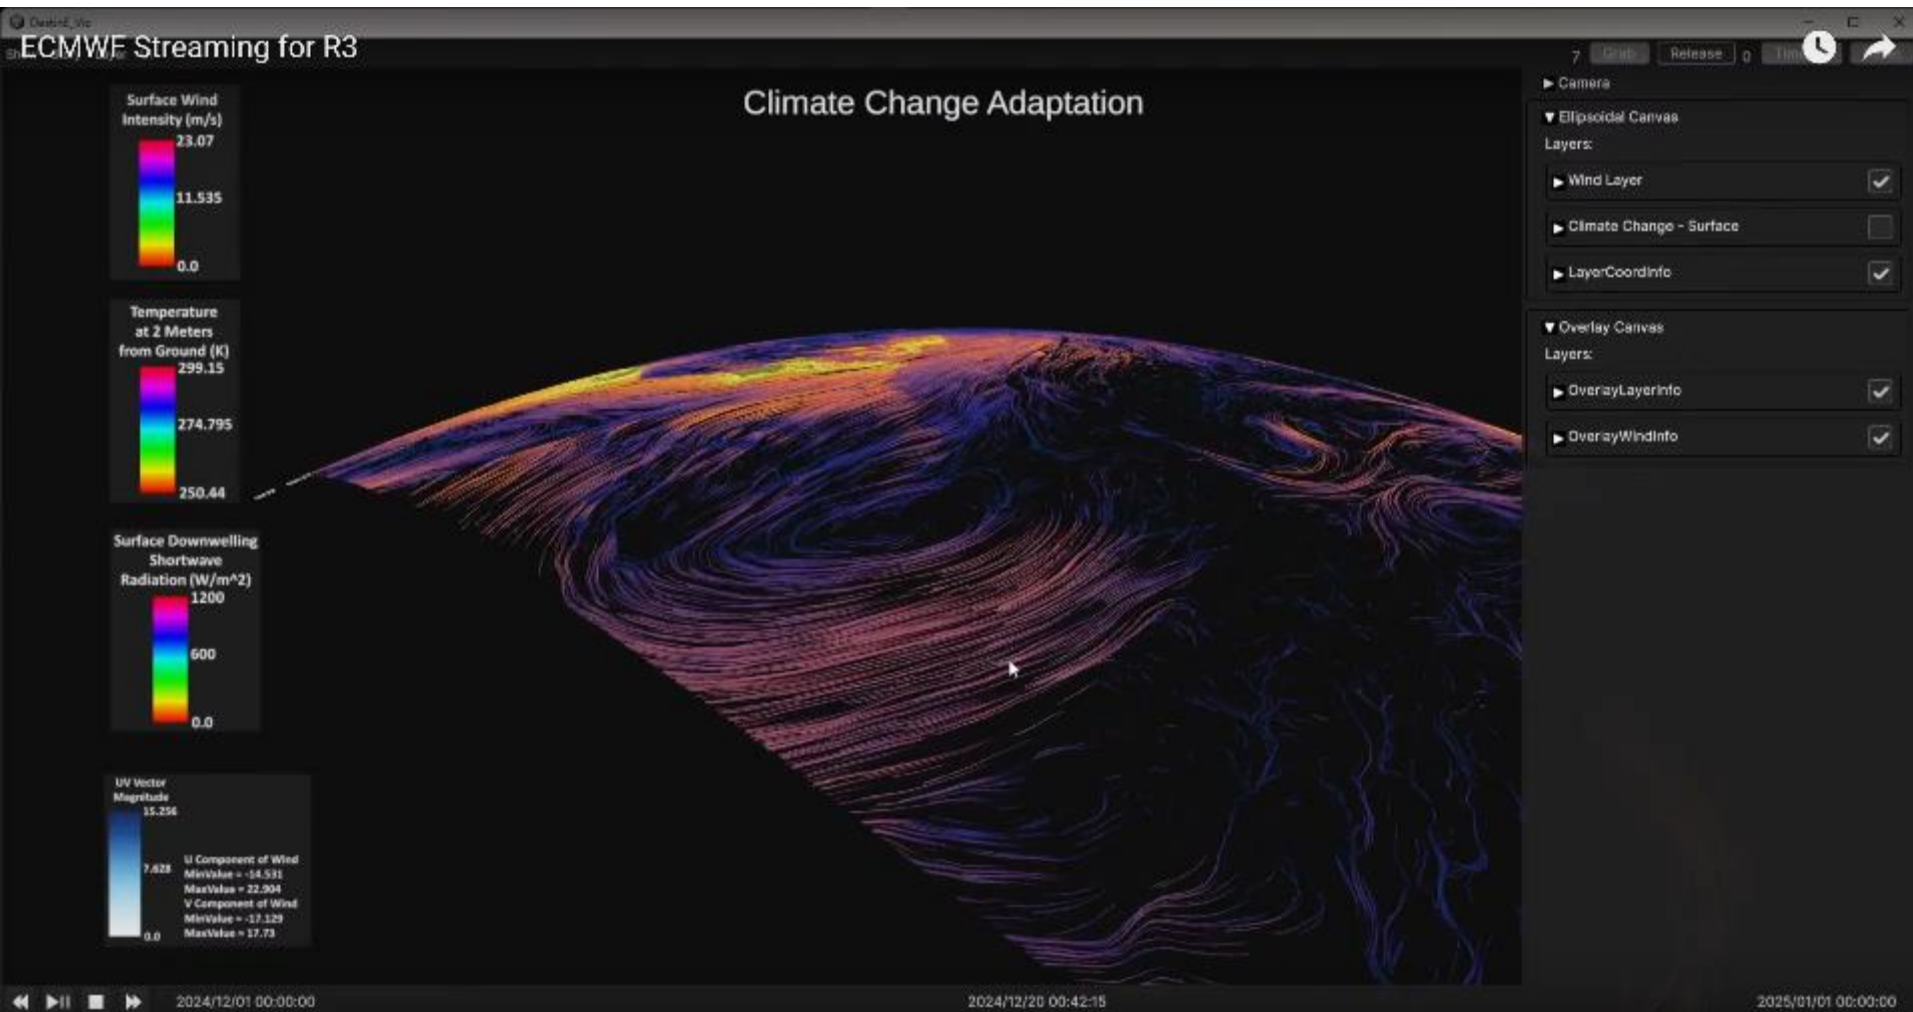 DestinE_Viz
ECMWF Streaming for R3
7 Grab Release 0
Climate Change Adaptation
Surface Wind
Intensity (m/s)
23.07
11.535
0.0
Temperature
at 2 Meters
from Ground (K)
299.15
274.795
250.44
Surface Downwelling
Shortwave
Radiation (W/m^2)
1200
600
0.0
UV Vector
Magnitude
15.256
7.628
0.0
U Component of Wind
MinValue = -14.531
MaxValue = 22.904
V Component of Wind
MinValue = -17.129
MaxValue = 17.73
Camera
Ellipsoidal Canvas
Layers:
Wind Layer
Climate Change - Surface
LayerCoordInfo
Overlay Canvas
Layers:
OverlayLayerInfo
OverlayWindInfo
2024/12/01 00:00:00
2024/12/20 00:42:15
2025/01/01 00:00:00